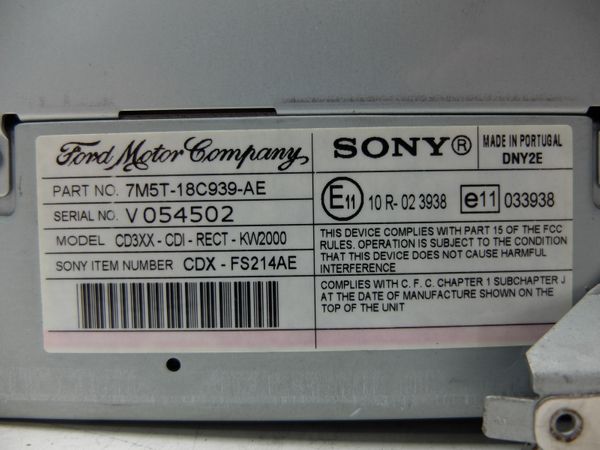 Ford Motor Company
PART NO. 7M5T-18C939-AE
SERIAL NO. V 054502
MODEL CD3XX - CDI - RECT - KW2000
SONY ITEM NUMBER CDX - FS214AE
SONY®
MADE IN PORTUGAL
DNY2E
E11 10 R- 02 3938 e11 033938
THIS DEVICE COMPLIES WITH PART 15 OF THE FCC
RULES. OPERATION IS SUBJECT TO THE CONDITION
THAT THIS DEVICE DOES NOT CAUSE HARMFUL
INTERFERENCE
COMPLIES WITH C. F. C. CHAPTER 1 SUBCHAPTER J
AT THE DATE OF MANUFACTURE SHOWN ON THE
TOP OF THE UNIT